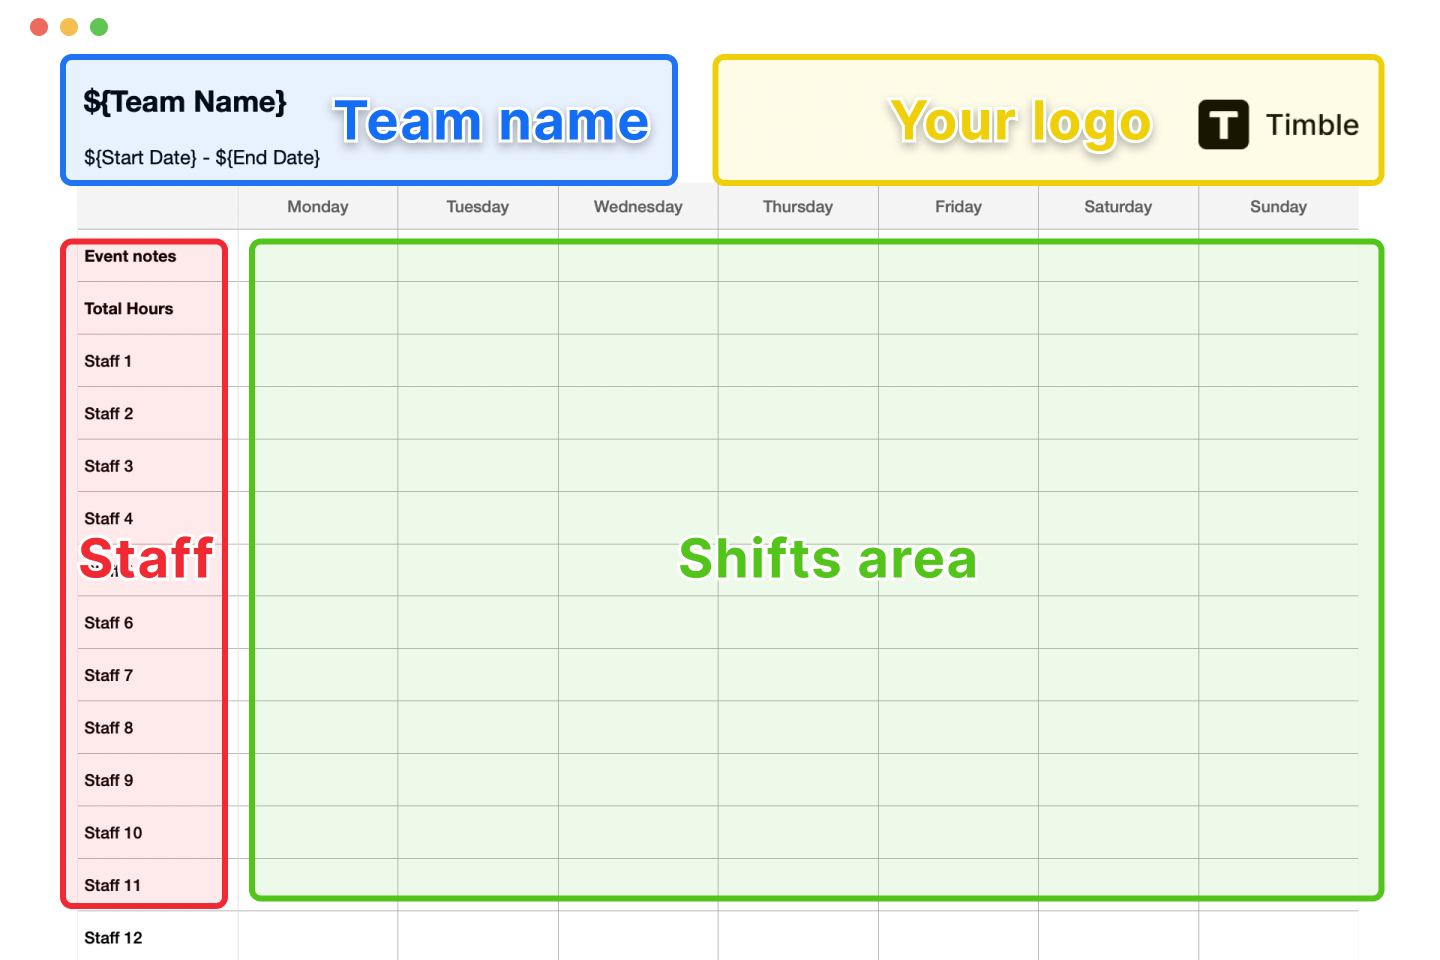 ${Team Name}
Team name
${Start Date} - ${End Date}
Your logo
T Timble
Monday Tuesday Wednesday Thursday Friday Saturday Sunday
Event notes
Total Hours
Staff 1
Staff 2
Staff 3
Staff 4
Staff
Shifts area
Staff 6
Staff 7
Staff 8
Staff 9
Staff 10
Staff 11
Staff 12